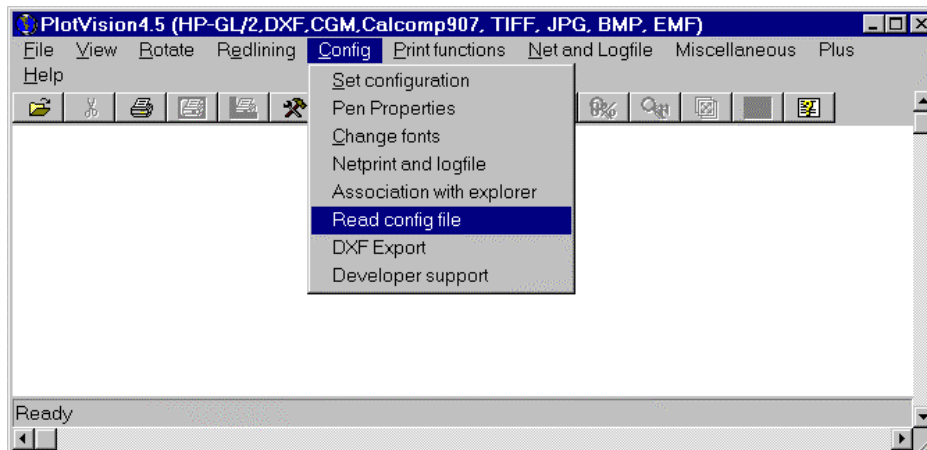 PlotVision4.5 (HP-GL/2,DXF,CGM,Calcomp907, TIFF, JPG, BMP, EMF)
File View Rotate Redlining Config Print functions Net and Logfile Miscellaneous Plus
Help
Set configuration
Pen Properties
Change fonts
Netprint and logfile
Association with explorer
Read config file
DXF Export
Developer support
Ready